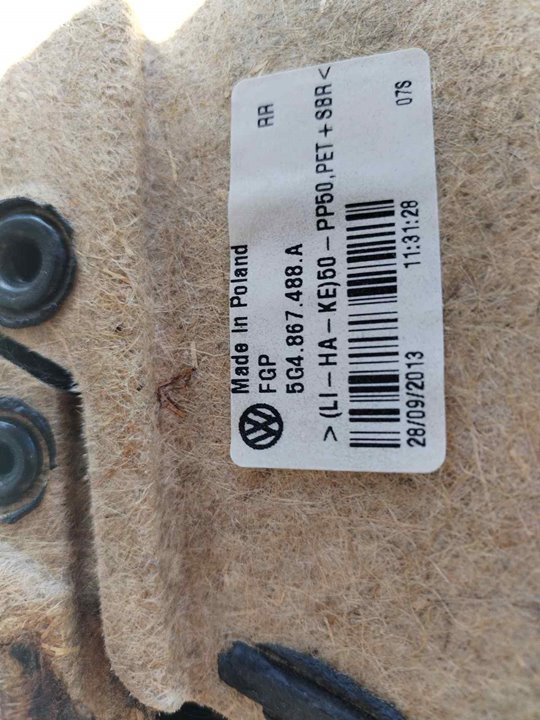 Made In Poland
FGP RR
5G4.867.488.A
>(LI-HA-KE)50-PP50,PET+SBR<
28/09/2013 11:31:28 07S